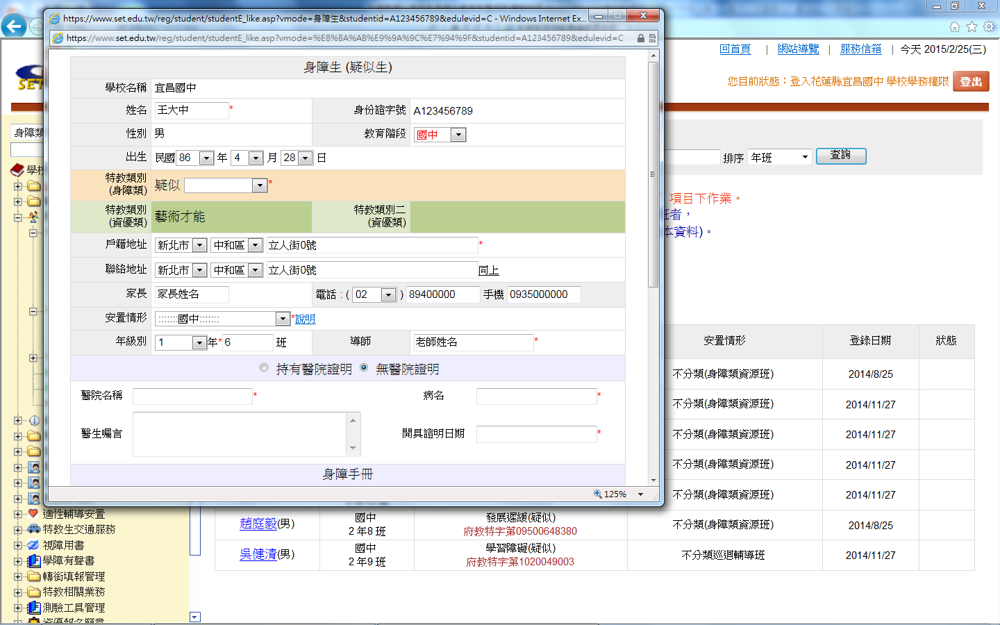 https://www.set.edu.tw/reg/student/studentE_like.asp?vmode=身障生&studentid=A123456789&edulevid=C - Windows Internet Ex...
https://www.set.edu.tw/reg/student/studentE_like.asp?vmode=%E8%BA%AB%E9%9A%9C%E7%94%9F&studentid=A123456789&edulevid=C
回首頁 | 網站導覽 | 服務信箱 | 今天 2015/2/25(三)
SET
您目前狀態：登入花蓮縣宜昌國中 學校學務權限 登出
身障類
排序 年班 查詢
學校
項目下作業。
任者，
本資料)。
身障生 (疑似生)
學校名稱 宜昌國中
姓名 王大中* 身份證字號 A123456789
性別 男 教育階段 國中
出生 民國 86 年 4 月 28 日
特教類別
(身障類) 疑似 *
特教類別
(資優類) 藝術才能 特教類別二
(資優類)
戶籍地址 新北市 中和區 立人街0號 *
聯絡地址 新北市 中和區 立人街0號 同上
家長 家長姓名 電話：( 02 ) 89400000 手機 0935000000
安置情形 :::::::國中::::::: *說明
年級別 1 年* 6 班 導師 老師姓名 *
持有醫院證明 無醫院證明
醫院名稱 * 病名 *
醫生囑言 開具證明日期 *
身障手冊
125%
安置情形 登錄日期 狀態
不分類(身障類資源班) 2014/8/25
不分類(身障類資源班) 2014/11/27
不分類(身障類資源班) 2014/11/27
不分類(身障類資源班) 2014/11/27
不分類(身障類資源班) 2014/11/27
趙庭毅(男) 國中
2 年8 班 發展遲緩(疑似)
府教特字第09500648380 不分類(身障類資源班) 2014/8/25
吳健清(男) 國中
2 年9 班 學習障礙(疑似)
府教特字第1020049003 不分類巡迴輔導班 2014/11/27
適性輔導安置
特教生交通服務
視障用書
學障有聲書
轉銜填報管理
特教相關業務
測驗工具管理
資優報名簡章